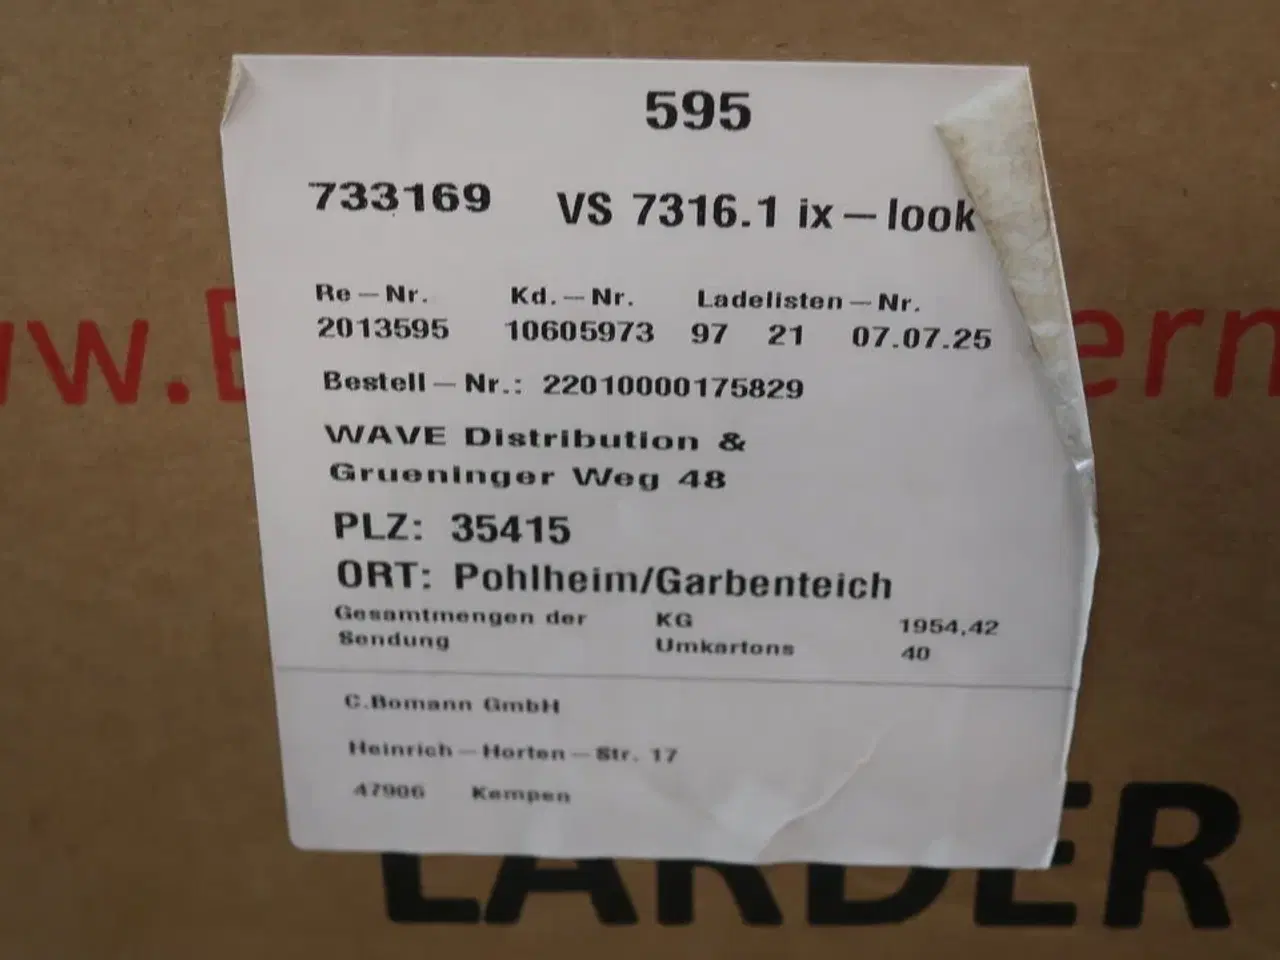 595
733169 VS 7316.1 ix-look
Re-Nr. Kd.-Nr. Ladelisten-Nr.
2013595 10605973 97 21 07.07.25
Bestell-Nr.: 22010000175829
WAVE Distribution &
Grueninger Weg 48
PLZ: 35415
ORT: Pohlheim/Garbenteich
Gesamtmengen der KG 1954,42
Sendung Umkartons 40
C.Bomann GmbH
Heinrich-Horten-Str. 17
47906 Kempen
LARDER